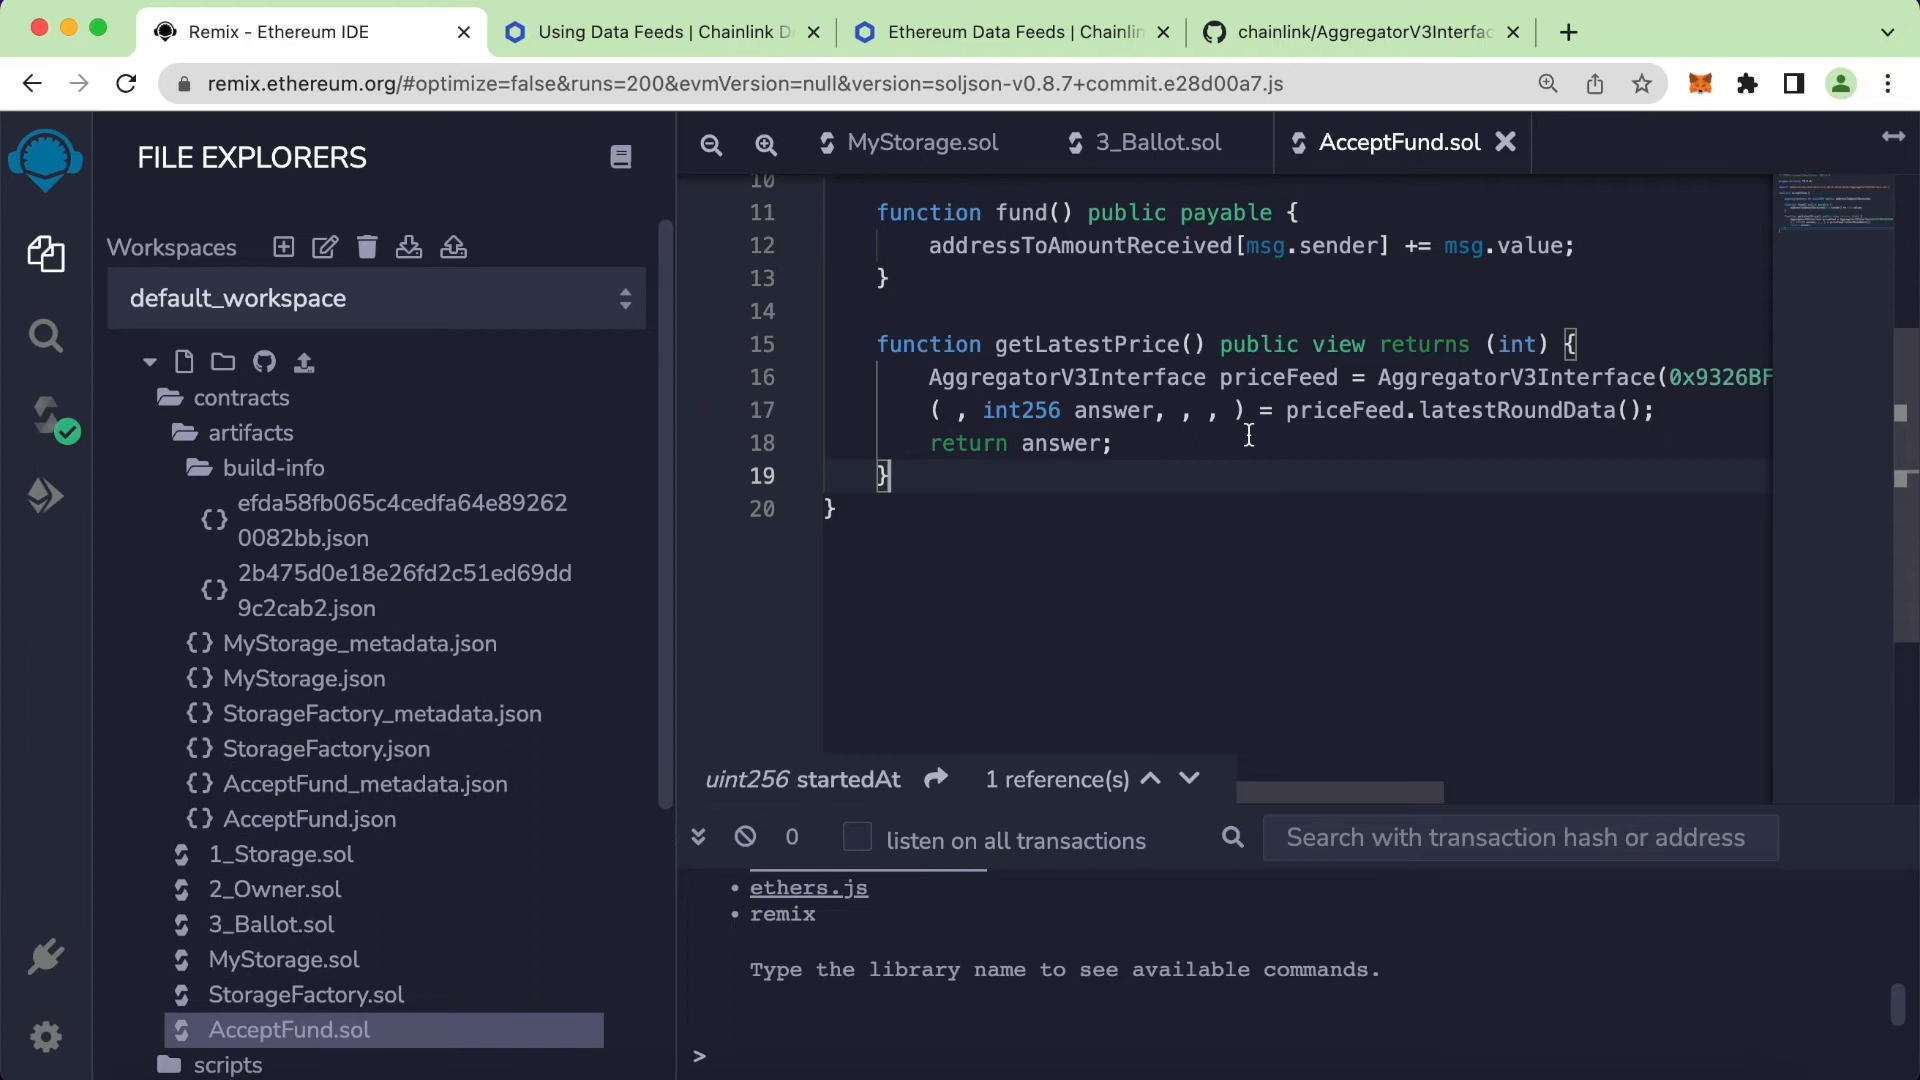 Remix - Ethereum IDE
Using Data Feeds | Chainlink D
Ethereum Data Feeds | Chainlin
chainlink/AggregatorV3Interfac
remix.ethereum.org/#optimize=false&runs=200&evmVersion=null&version=soljson-v0.8.7+commit.e28d00a7.js
FILE EXPLORERS
MyStorage.sol
3_Ballot.sol
AcceptFund.sol
Workspaces
default_workspace
contracts
artifacts
build-info
efda58fb065c4cedfa64e89262
0082bb.json
2b475d0e18e26fd2c51ed69dd
9c2cab2.json
MyStorage_metadata.json
MyStorage.json
StorageFactory_metadata.json
StorageFactory.json
AcceptFund_metadata.json
AcceptFund.json
1_Storage.sol
2_Owner.sol
3_Ballot.sol
MyStorage.sol
StorageFactory.sol
AcceptFund.sol
scripts
10
11 function fund() public payable {
12 addressToAmountReceived[msg.sender] += msg.value;
13 }
14
15 function getLatestPrice() public view returns (int) {
16 AggregatorV3Interface priceFeed = AggregatorV3Interface(0x9326BF
17 ( , int256 answer, , , ) = priceFeed.latestRoundData();
18 return answer;
19 }
20 }
uint256 startedAt 1 reference(s)
0 listen on all transactions Search with transaction hash or address
• ethers.js
• remix
Type the library name to see available commands.
>